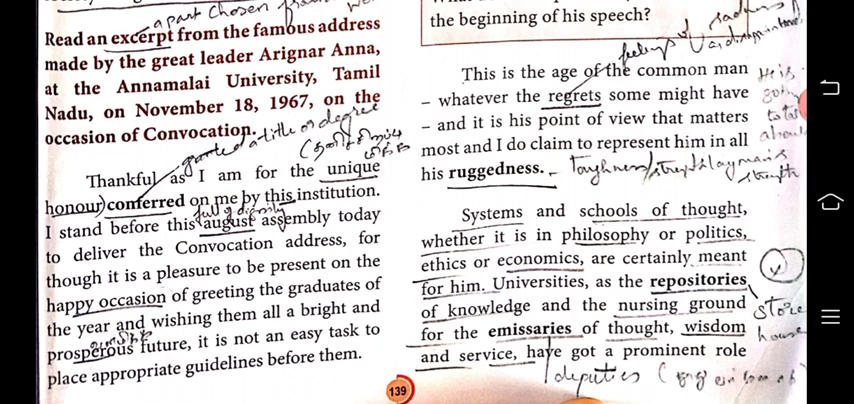 a part chosen
Read an excerpt from the famous address
made by the great leader Arignar Anna,
at the Annamalai University, Tamil
Nadu, on November 18, 1967, on the
occasion of Convocation.
granted a title or degree
Thankful as I am for the unique
honour conferred on me by this institution.
full of dignity
I stand before this august assembly today
to deliver the Convocation address, for
though it is a pleasure to be present on the
happy occasion of greeting the graduates of
the year and wishing them all a bright and
prosperous future, it is not an easy task to
place appropriate guidelines before them.
139
the beginning of his speech?
feelings of sadness
This is the age of the common man
– whatever the regrets some might have
– and it is his point of view that matters
most and I do claim to represent him in all
his ruggedness.
Toughness/strength
Systems and schools of thought,
whether it is in philosophy or politics,
ethics or economics, are certainly meant
for him. Universities, as the repositories
of knowledge and the nursing ground
for the emissaries of thought, wisdom
and service, have got a prominent role
store
house
deputies